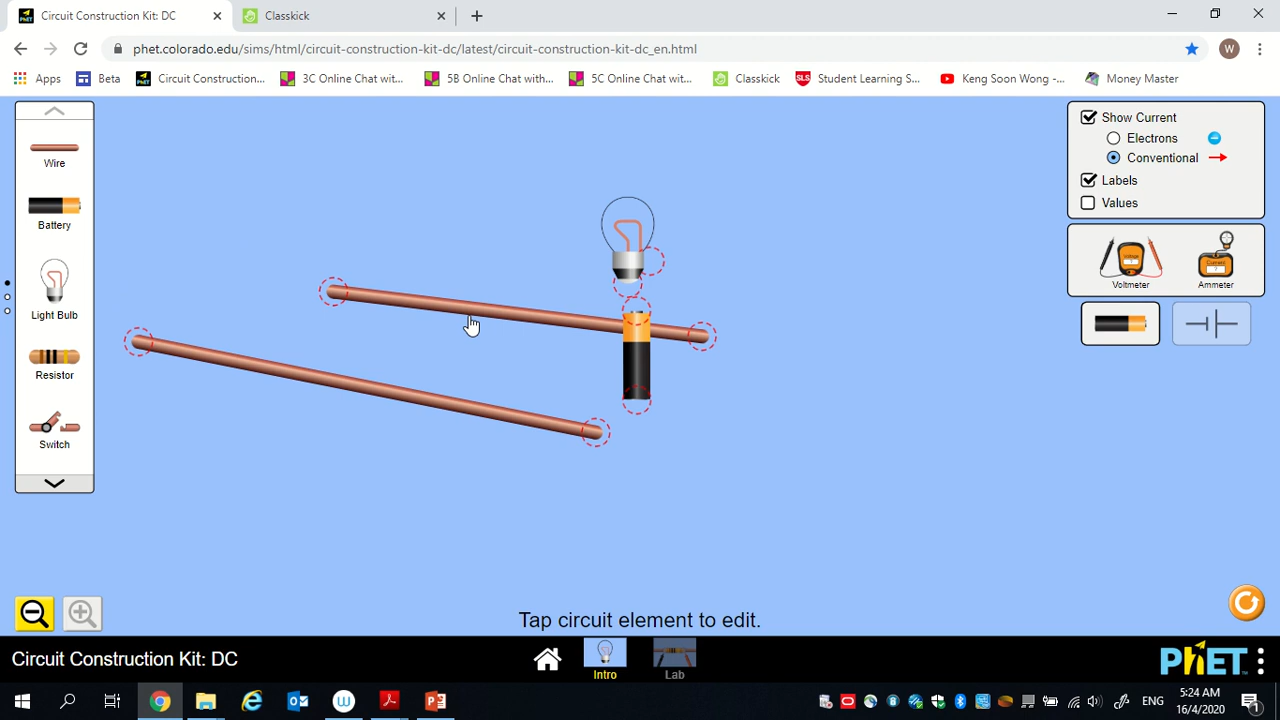 Circuit Construction Kit: DC
Classkick
phet.colorado.edu/sims/html/circuit-construction-kit-dc/latest/circuit-construction-kit-dc_en.html
W
Apps
Beta
Circuit Construction...
3C Online Chat wit...
5B Online Chat with...
5C Online Chat wit...
Classkick
SLS
Student Learning S...
Keng Soon Wong -...
Money Master
Wire
Battery
Light Bulb
Resistor
Switch
Show Current
Electrons
Conventional
Labels
Values
Voltage
?
Current
?
Voltmeter
Ammeter
Tap circuit element to edit.
Circuit Construction Kit: DC
Intro
Lab
PhET
ENG
5:24 AM
16/4/2020
1